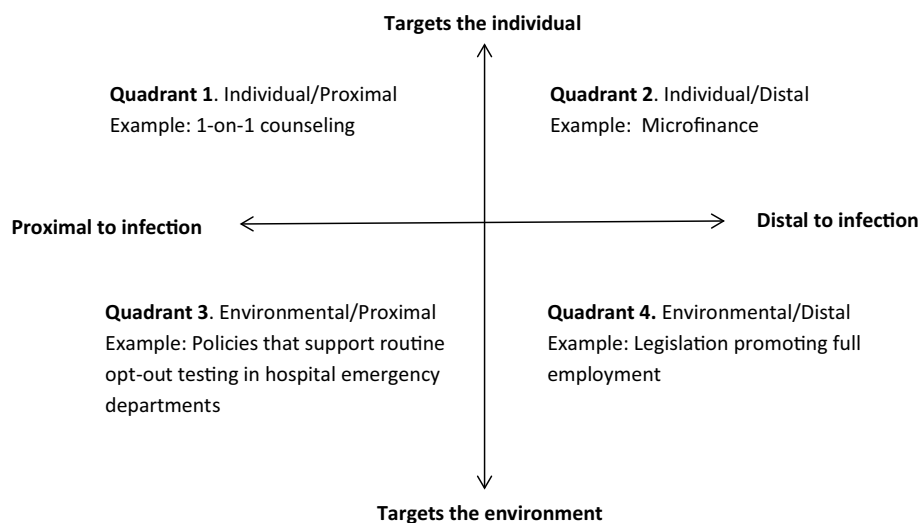 Targets the individual
Quadrant 1. Individual/Proximal
Example: 1-on-1 counseling
Quadrant 2. Individual/Distal
Example:  Microfinance
Proximal to infection
Distal to infection
Quadrant 3. Environmental/Proximal
Example: Policies that support routine
opt-out testing in hospital emergency
departments
Quadrant 4. Environmental/Distal
Example: Legislation promoting full
employment
Targets the environment